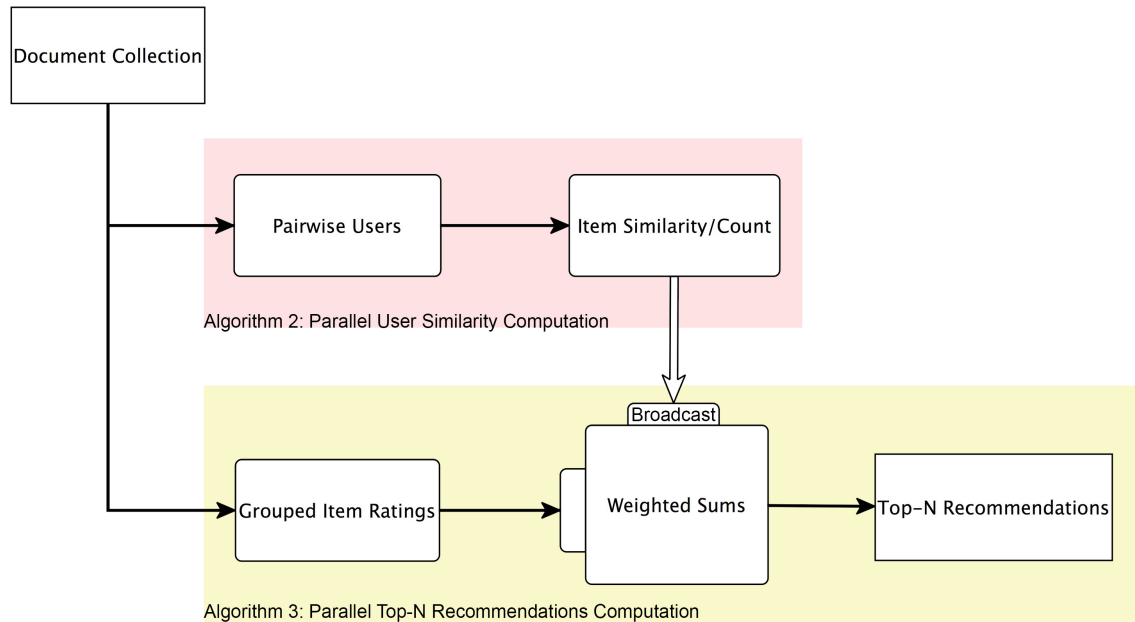 Document Collection
Pairwise Users
Item Similarity/Count
Algorithm 2: Parallel User Similarity Computation
Broadcast
Grouped Item Ratings
Weighted Sums
Top-N Recommendations
Algorithm 3: Parallel Top-N Recommendations Computation